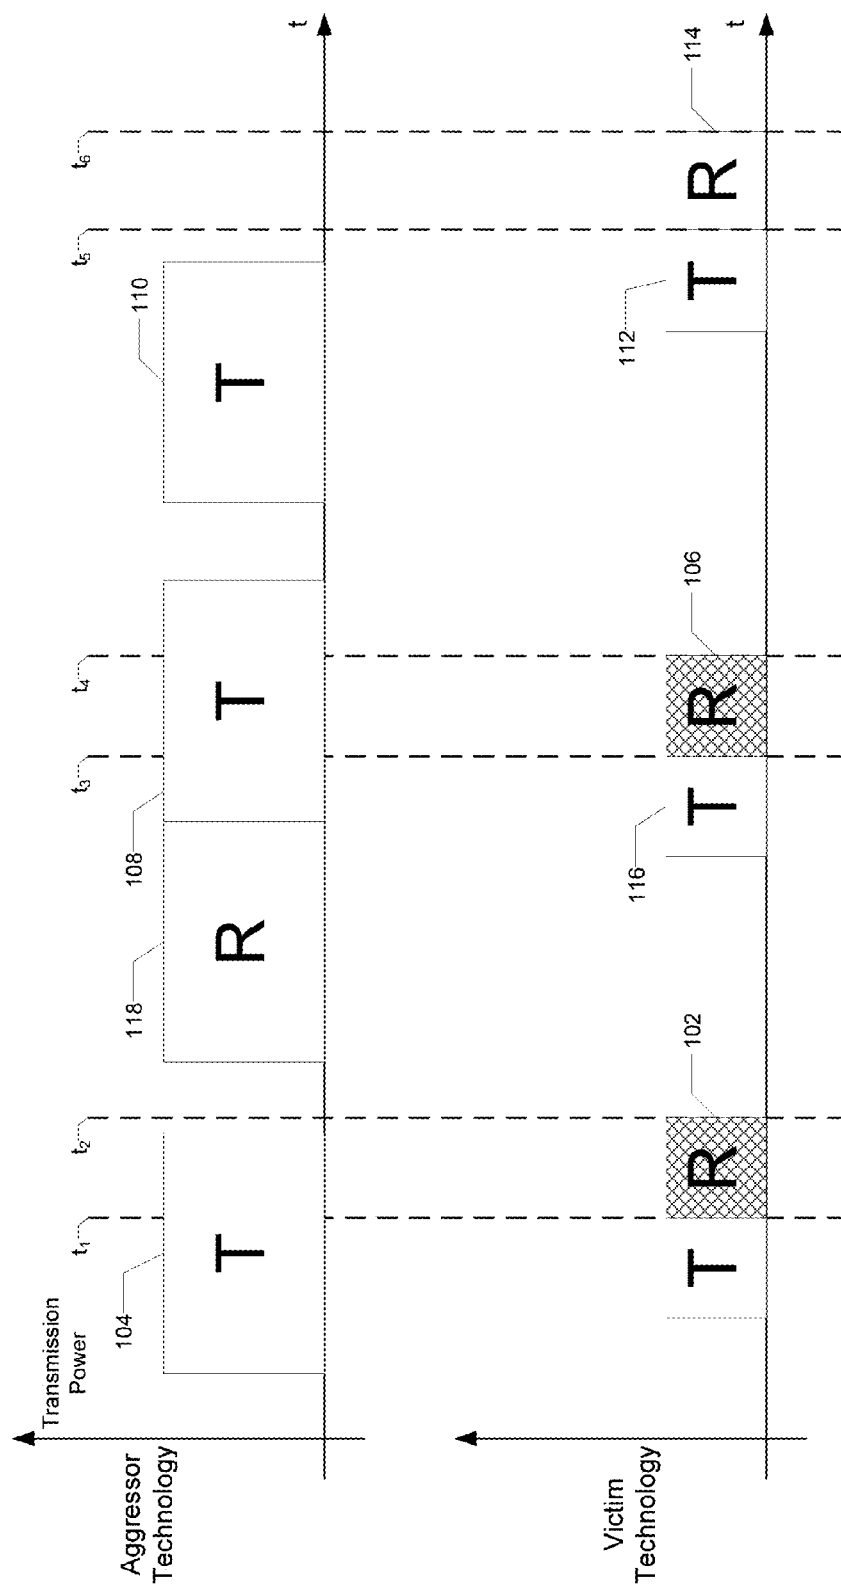 Transmission
Power
Aggressor
Technology
t1
t2
t3
t4
t5
t6
104
118
108
110
T
R
T
T
t
Victim
Technology
102
116
106
112
114
T
R
T
R
T
R
t